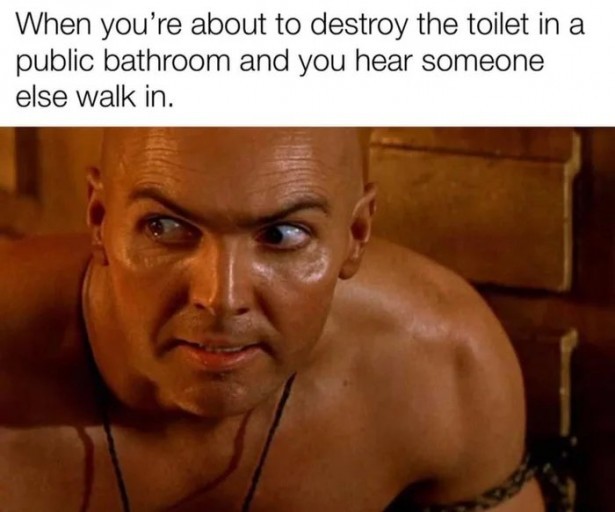 When you’re about to destroy the toilet in a
public bathroom and you hear someone
else walk in.